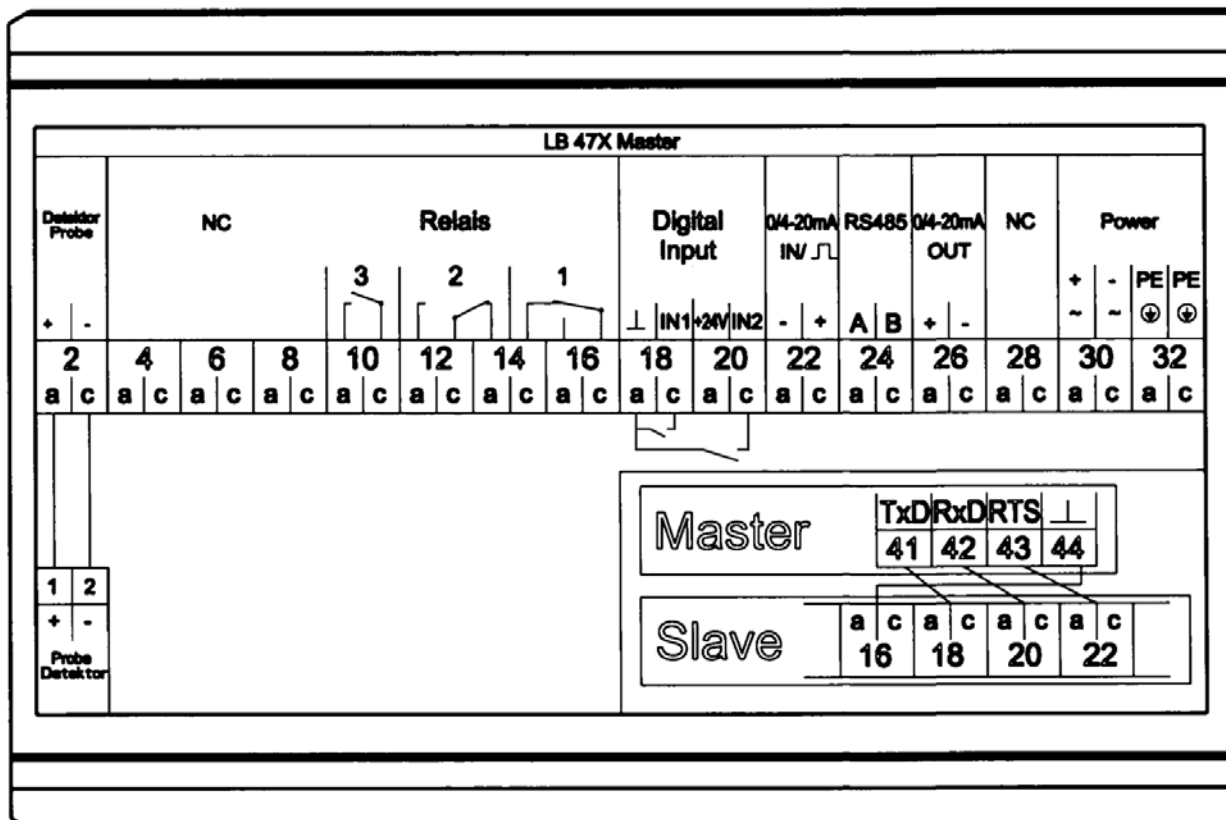 LB 47X Master
Detektor Probe NC Relais Digital Input 0/4-20mA IN/ RS485 0/4-20mA OUT NC Power
3 2 1
+ - ⊥ IN1 +24V IN2 - + A B + - + ~ - ~ PE PE
2 4 6 8 10 12 14 16 18 20 22 24 26 28 30 32
a c a c a c a c a c a c a c a c a c a c a c a c a c a c a c a c
Master
TxD RxD RTS ⊥
41 42 43 44
1 2
+ -
Probe
Detektor
Slave
a c a c a c a c
16 18 20 22